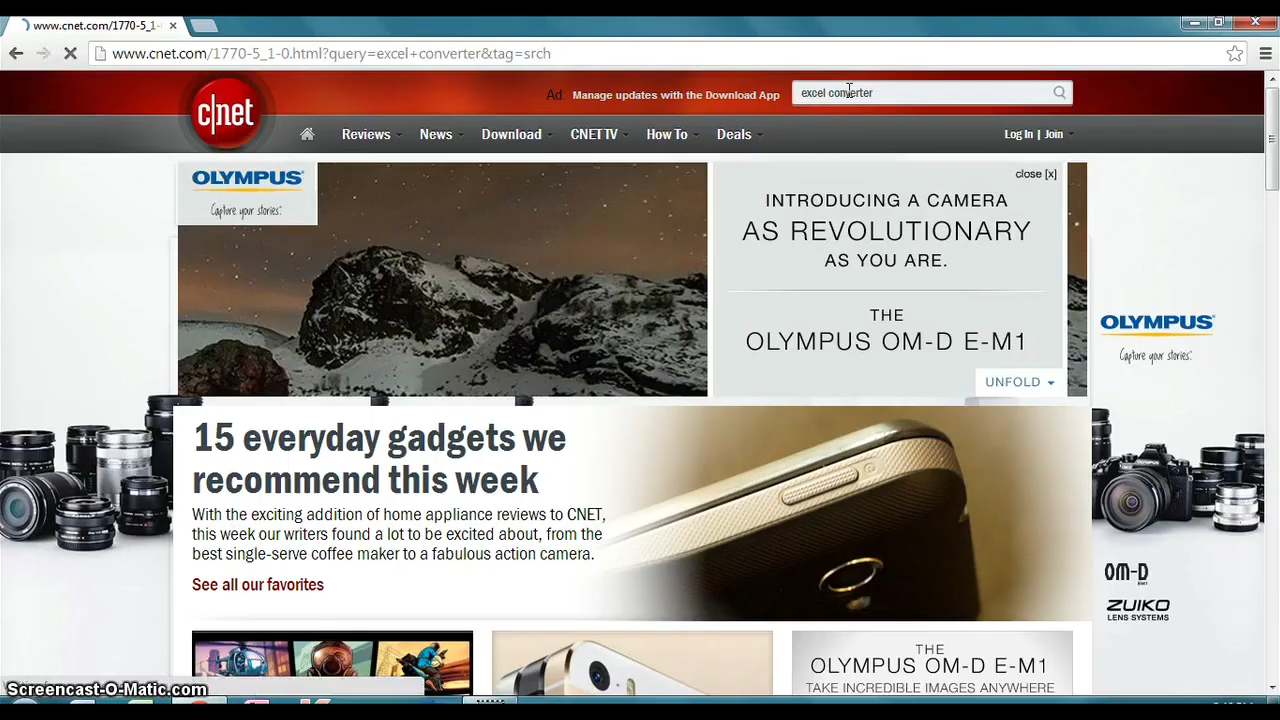 www.cnet.com/1770-5_1-
www.cnet.com/1770-5_1-0.html?query=excel+converter&tag=srch
c|net
Ad Manage updates with the Download App
excel converter
Reviews News Download CNET TV How To Deals
Log In | Join
OLYMPUS
Capture your stories.
close [x]
INTRODUCING A CAMERA
AS REVOLUTIONARY
AS YOU ARE.
THE
OLYMPUS OM-D E-M1
UNFOLD
OLYMPUS
Capture your stories.
15 everyday gadgets we
recommend this week
With the exciting addition of home appliance reviews to CNET,
this week our writers found a lot to be excited about, from the
best single-serve coffee maker to a fabulous action camera.
See all our favorites
OLYMPUS
OM-D
ZUIKO
LENS SYSTEMS
THE
OLYMPUS OM-D E-M1
TAKE INCREDIBLE IMAGES ANYWHERE
Screencast-O-Matic.com